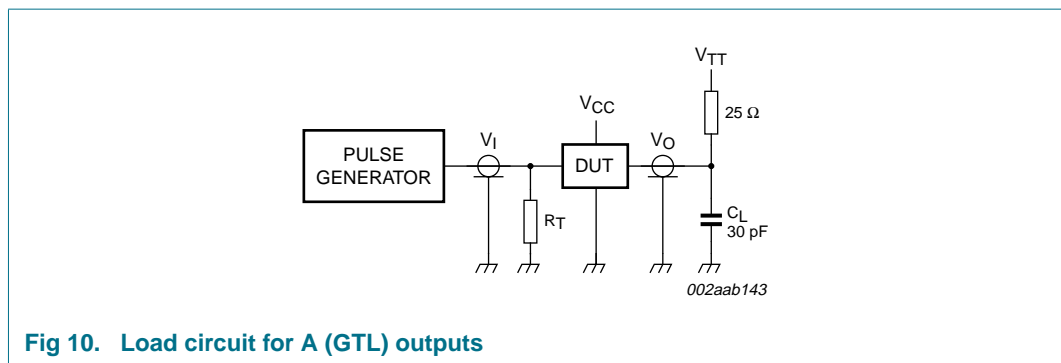 VTT
25 Ω
VCC
VI
VO
PULSE
GENERATOR
DUT
RT
CL
30 pF
002aab143
Fig 10. Load circuit for A (GTL) outputs